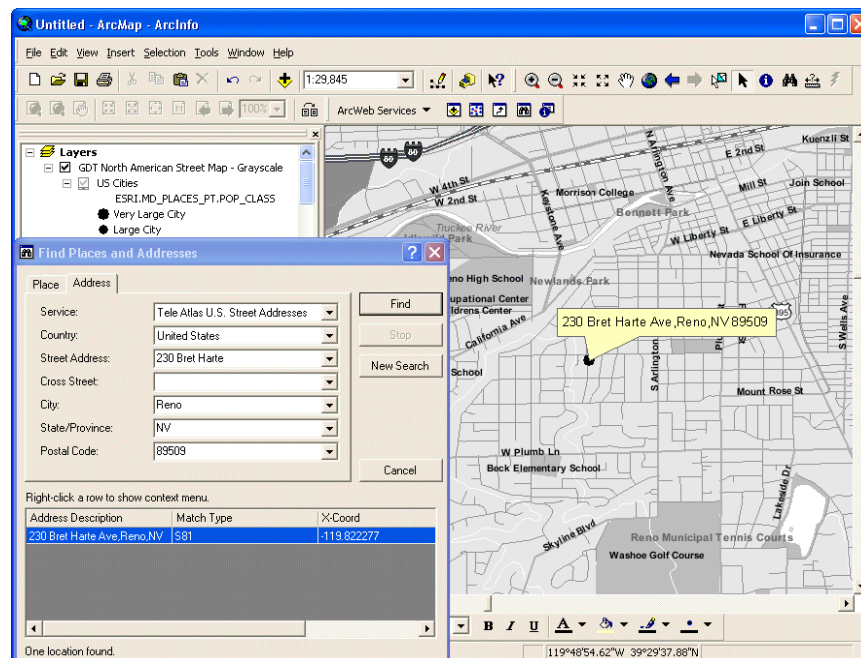 Untitled - ArcMap - ArcInfo
File Edit View Insert Selection Tools Window Help
1:29,845
100%
ArcWeb Services
Layers
GDT North American Street Map - Grayscale
US Cities
ESRI.MD_PLACES_PT.POP_CLASS
Very Large City
Large City
Find Places and Addresses
Place Address
Service: Tele Atlas U.S. Street Addresses
Country: United States
Street Address: 230 Bret Harte
Cross Street:
City: Reno
State/Province: NV
Postal Code: 89509
Find
Stop
New Search
Cancel
Right-click a row to show context menu.
Address Description Match Type X-Coord
230 Bret Harte Ave,Reno,NV S81 -119.822277
One location found.
80 80
Kuenzli St
N Arlington Ave
E 2nd St
W 4th St
W 2nd St
Keystone Ave
Morrison College
Mill St
Join School
Bennett Park
E Liberty St
Truckee River
Park
W Liberty St
Nevada School Of Insurance
eno High School
Newlands Park
upational Center
ldrens Center
California Ave
395
S Wells Ave
230 Bret Harte Ave,Reno,NV 89509
School
S Arlington
Mount Rose St
W Plumb Ln
Beck Elementary School
Lakeside Dr
Skyline Blvd
Reno Municipal Tennis Courts
Washoe Golf Course
B I U A
119°48'54.62"W 39°29'37.88"N